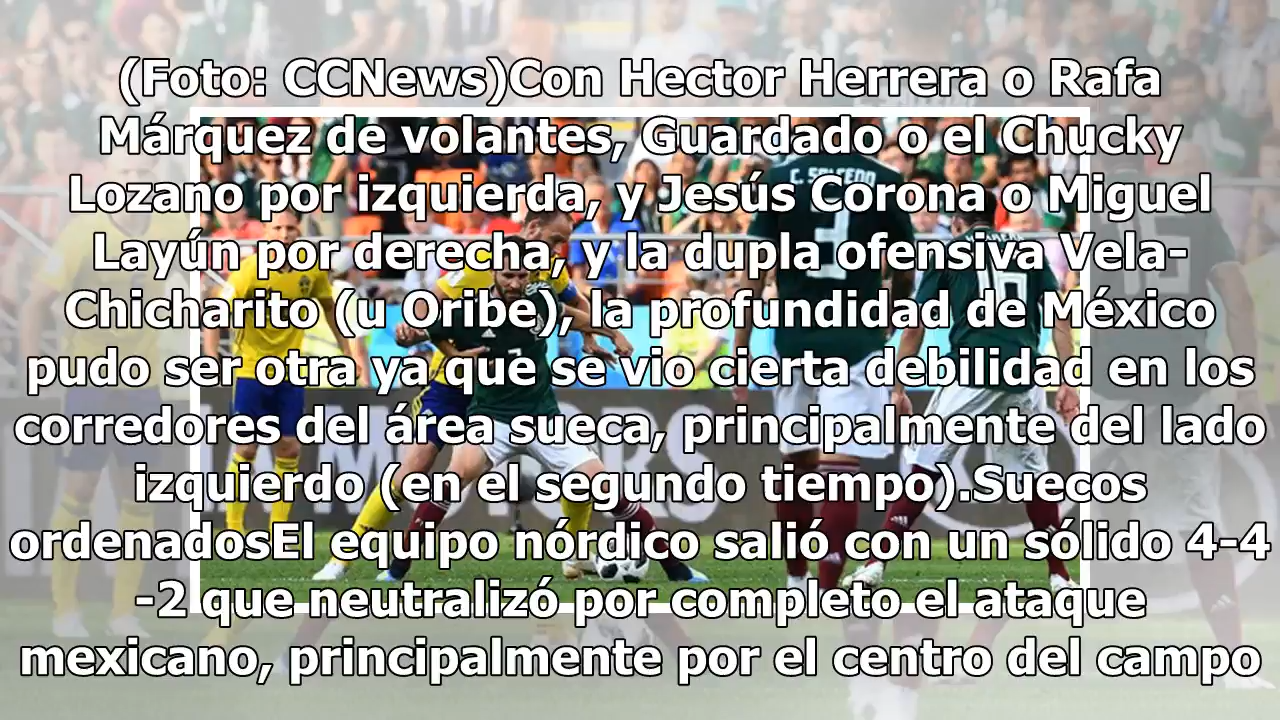 (Foto: CCNews)Con Hector Herrera o Rafa
Márquez de volantes, Guardado o el Chucky
Lozano por izquierda, y Jesús Corona o Miguel
Layún por derecha, y la dupla ofensiva Vela-
Chicharito (u Oribe), la profundidad de México
pudo ser otra ya que se vio cierta debilidad en los
corredores del área sueca, principalmente del lado
izquierdo (en el segundo tiempo).Suecos
ordenadosEl equipo nórdico salió con un sólido 4-4
-2 que neutralizó por completo el ataque
mexicano, principalmente por el centro del campo
C. SALCEDO
3